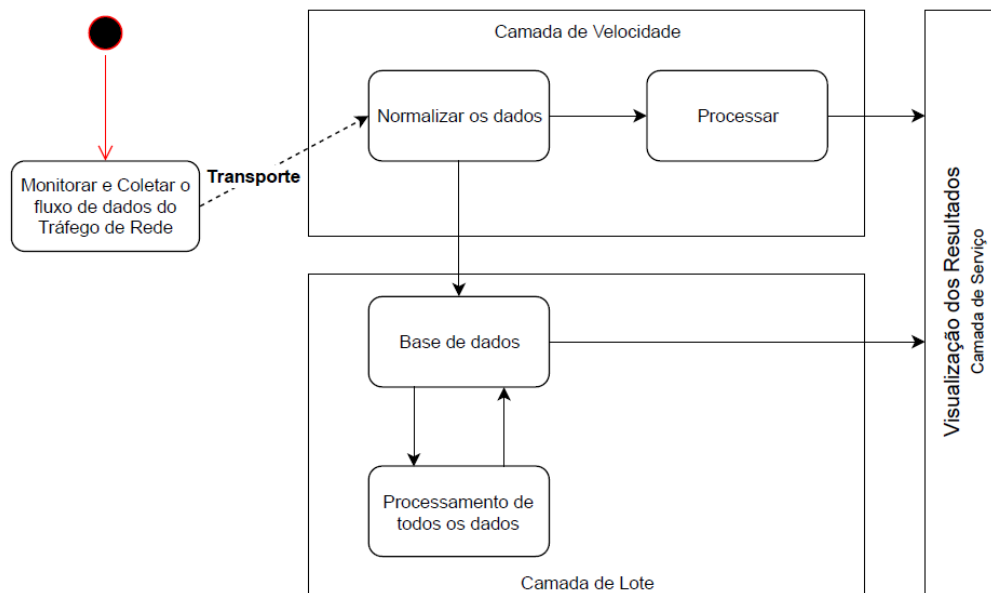 Camada de Velocidade
Normalizar os dados
Processar
Transporte
Monitorar e Coletar o
fluxo de dados do
Tráfego de Rede
Base de dados
Processamento de
todos os dados
Camada de Lote
Visualização dos Resultados
Camada de Serviço